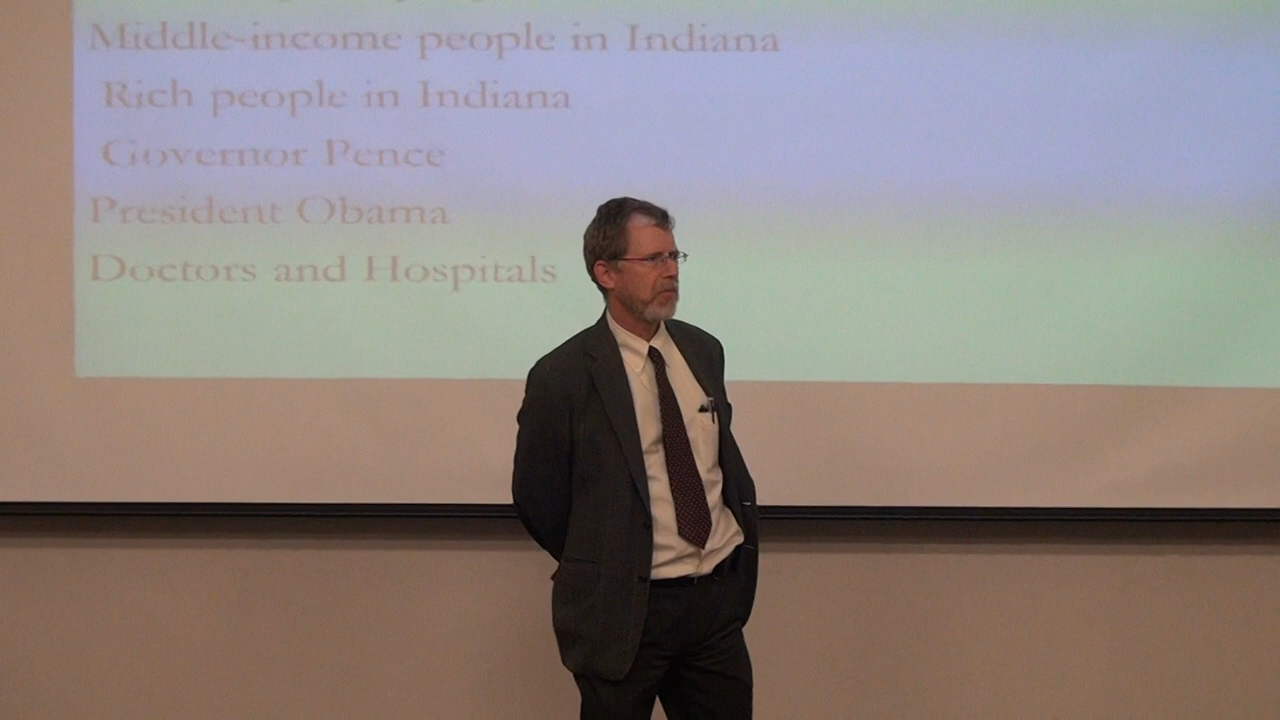 Middle-income people in Indiana
Rich people in Indiana
Governor Pence
President Obama
Doctors and Hospitals